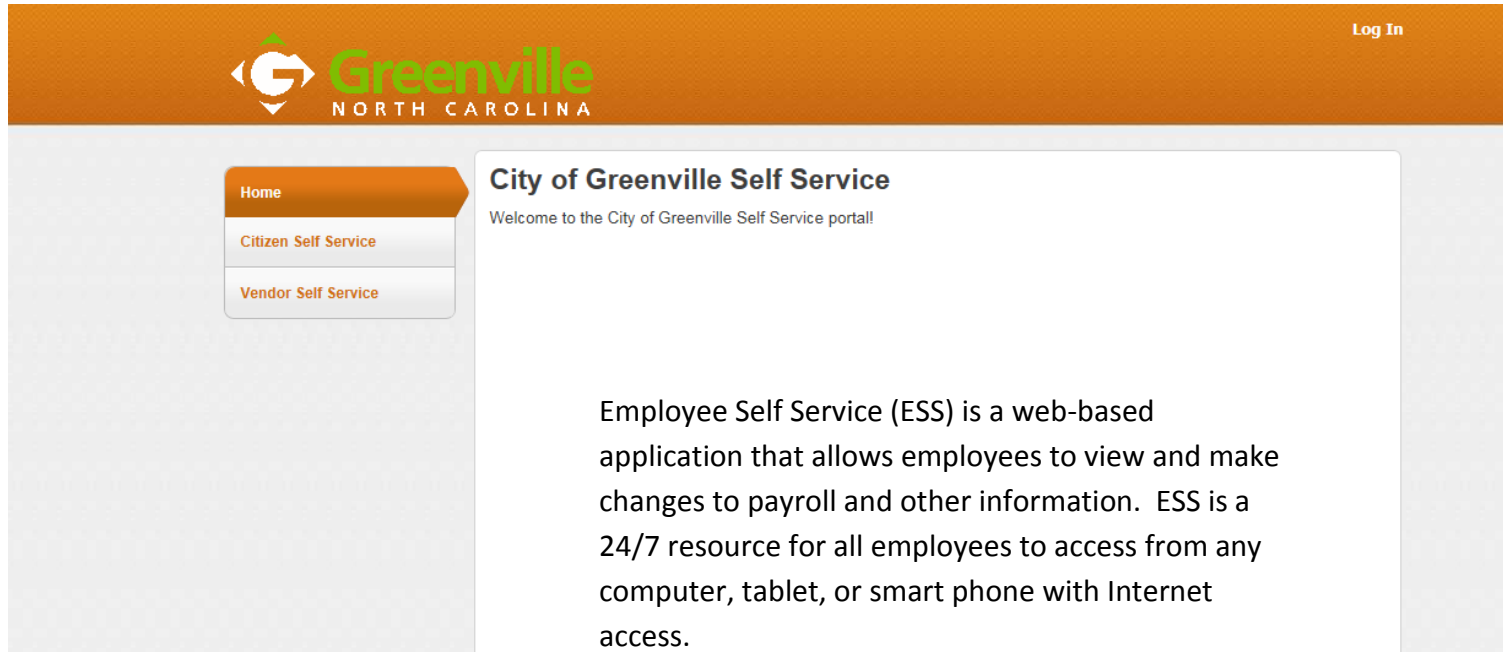 Log In
Greenville
NORTH CAROLINA
Home
Citizen Self Service
Vendor Self Service
City of Greenville Self Service
Welcome to the City of Greenville Self Service portal!
Employee Self Service (ESS) is a web-based
application that allows employees to view and make
changes to payroll and other information.  ESS is a
24/7 resource for all employees to access from any
computer, tablet, or smart phone with Internet
access.